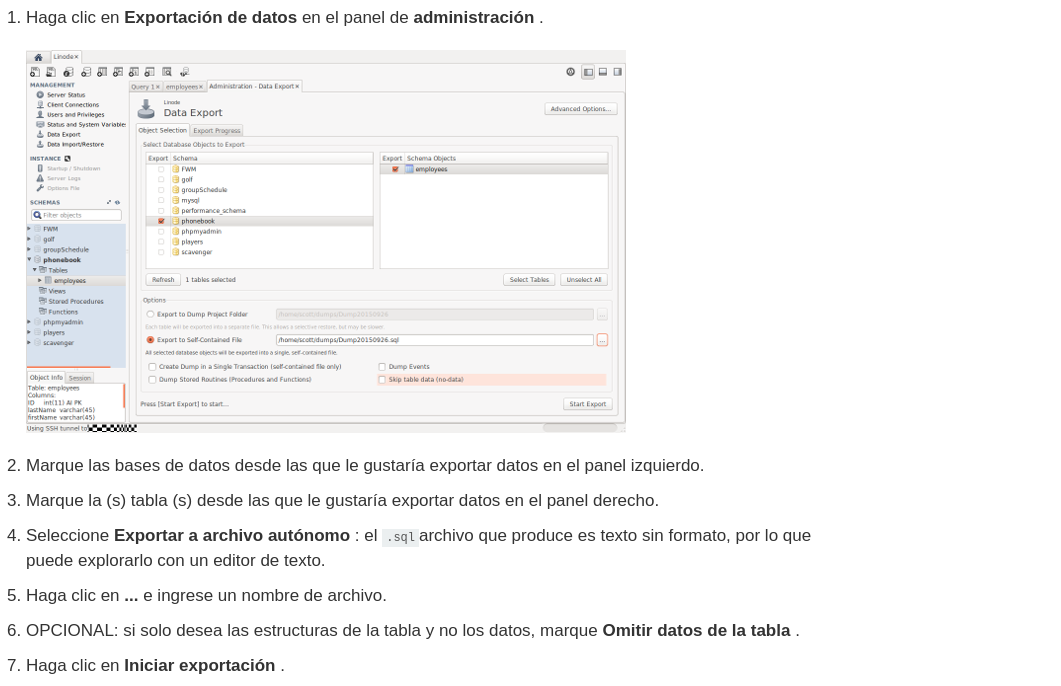 1. Haga clic en Exportación de datos en el panel de administración .
Linode×
MANAGEMENT
Server Status
Client Connections
Users and Privileges
Status and System Variables
Data Export
Data Import/Restore
INSTANCE
Startup / Shutdown
Server Logs
Options File
SCHEMAS
Filter objects
FWM
golf
groupSchedule
phonebook
Tables
employees
Views
Stored Procedures
Functions
phpmyadmin
players
scavenger
Object Info Session
Table: employees
Columns:
ID int(11) AI PK
lastName varchar(45)
firstName varchar(45)
Using SSH tunnel to
Query 1× employees× Administration - Data Export×
Linode
Data Export
Advanced Options...
Object Selection Export Progress
Select Database Objects to Export
Export Schema
FWM
golf
groupSchedule
mysql
performance_schema
phonebook
phpmyadmin
players
scavenger
Export Schema Objects
employees
Refresh 1 tables selected Select Tables Unselect All
Options
Export to Dump Project Folder /home/scott/dumps/Dump20150926 ...
Each table will be exported into a separate file. This allows a selective restore, but may be slower.
Export to Self-Contained File /home/scott/dumps/Dump20150926.sql ...
All selected database objects will be exported into a single, self-contained file.
Create Dump in a Single Transaction (self-contained file only) Dump Events
Dump Stored Routines (Procedures and Functions) Skip table data (no-data)
Press [Start Export] to start... Start Export
2. Marque las bases de datos desde las que le gustaría exportar datos en el panel izquierdo.
3. Marque la (s) tabla (s) desde las que le gustaría exportar datos en el panel derecho.
4. Seleccione Exportar a archivo autónomo : el .sql archivo que produce es texto sin formato, por lo que
puede explorarlo con un editor de texto.
5. Haga clic en ... e ingrese un nombre de archivo.
6. OPCIONAL: si solo desea las estructuras de la tabla y no los datos, marque Omitir datos de la tabla .
7. Haga clic en Iniciar exportación .